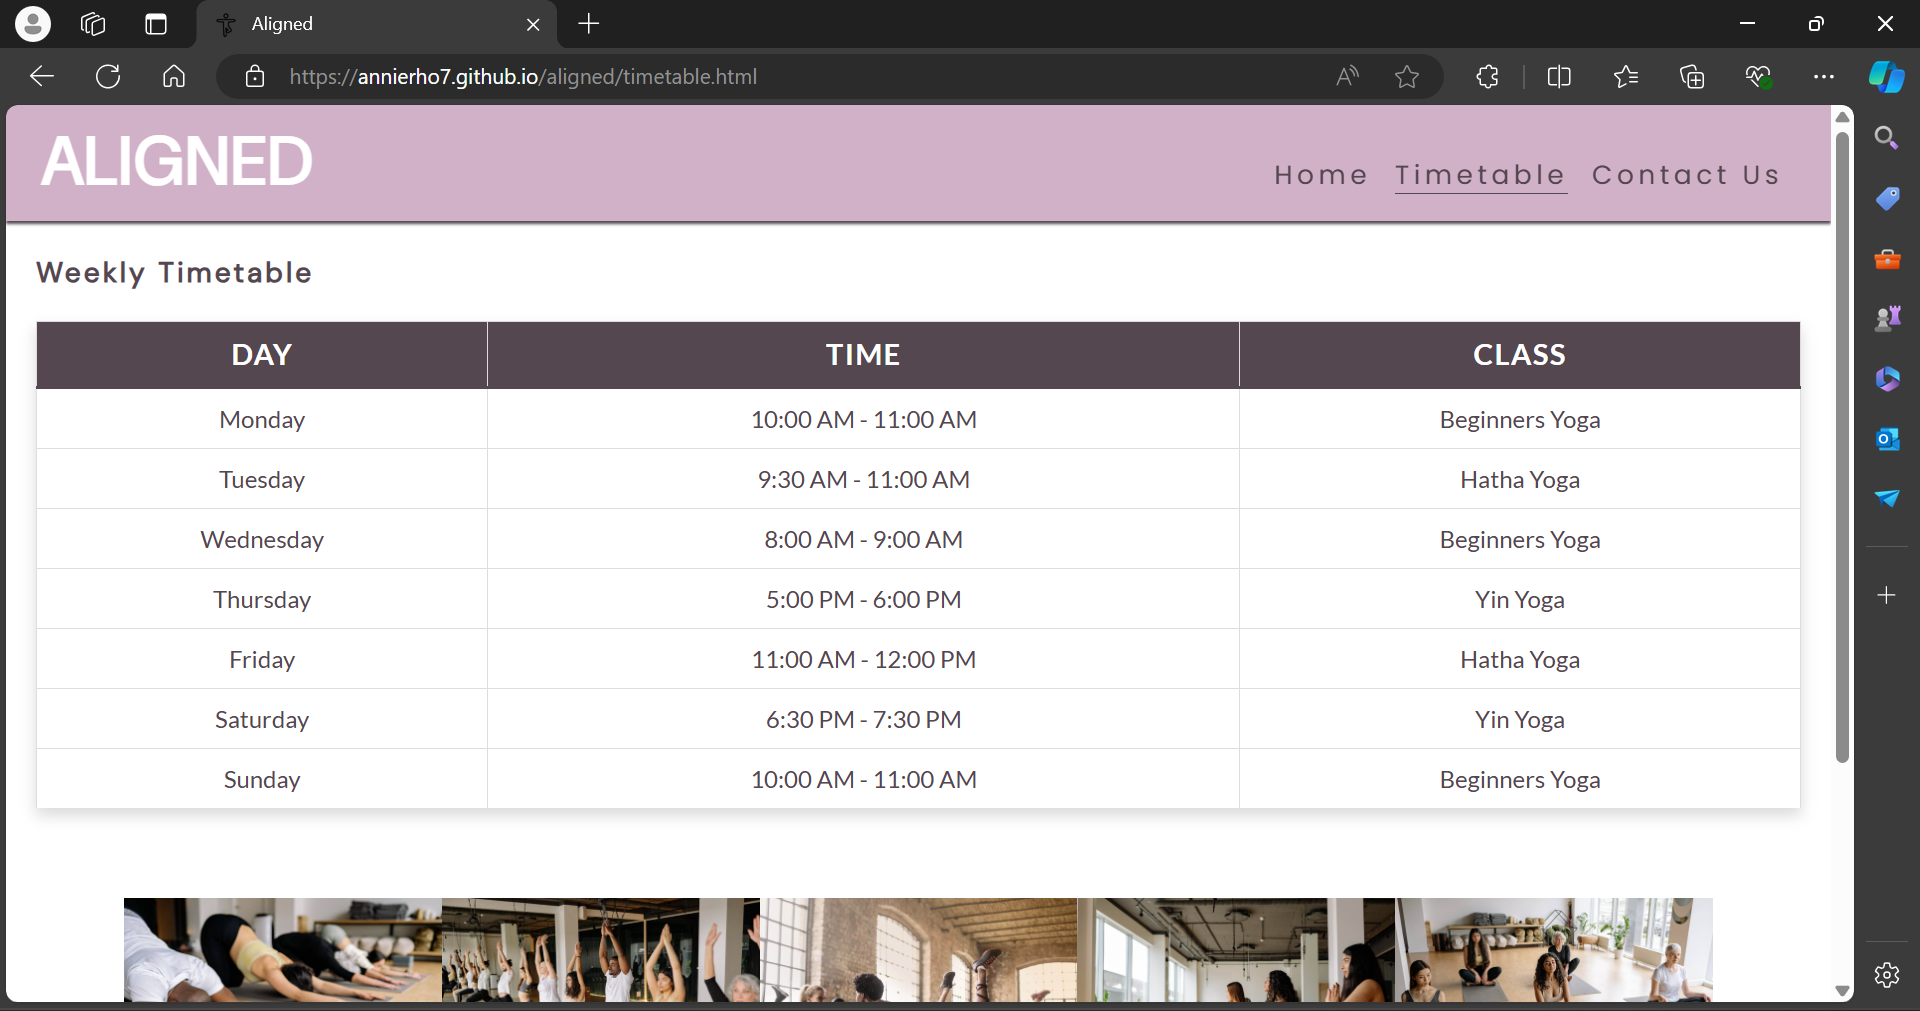 Aligned
https://annierho7.github.io/aligned/timetable.html
ALIGNED
Home Timetable Contact Us
Weekly Timetable
DAY TIME CLASS
Monday 10:00 AM - 11:00 AM Beginners Yoga
Tuesday 9:30 AM - 11:00 AM Hatha Yoga
Wednesday 8:00 AM - 9:00 AM Beginners Yoga
Thursday 5:00 PM - 6:00 PM Yin Yoga
Friday 11:00 AM - 12:00 PM Hatha Yoga
Saturday 6:30 PM - 7:30 PM Yin Yoga
Sunday 10:00 AM - 11:00 AM Beginners Yoga